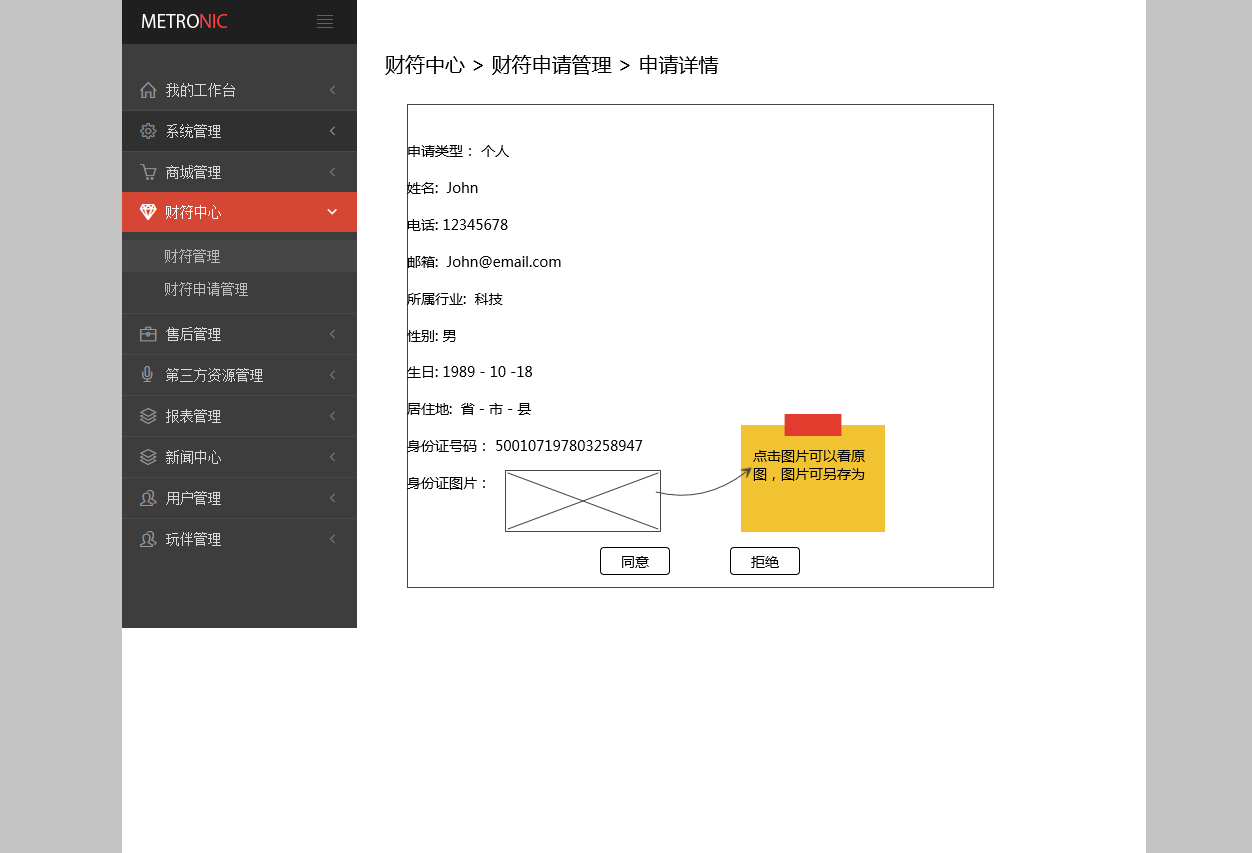 METRONIC
我的工作台
系统管理
商城管理
财符中心
财符管理
财符申请管理
售后管理
第三方资源管理
报表管理
新闻中心
用户管理
玩伴管理
财符中心 > 财符申请管理 > 申请详情
申请类型： 个人
姓名: John
电话: 12345678
邮箱: John@email.com
所属行业: 科技
性别: 男
生日: 1989 - 10 -18
居住地: 省 - 市 - 县
身份证号码： 500107197803258947
身份证图片：
点击图片可以看原
图，图片可另存为
同意
拒绝